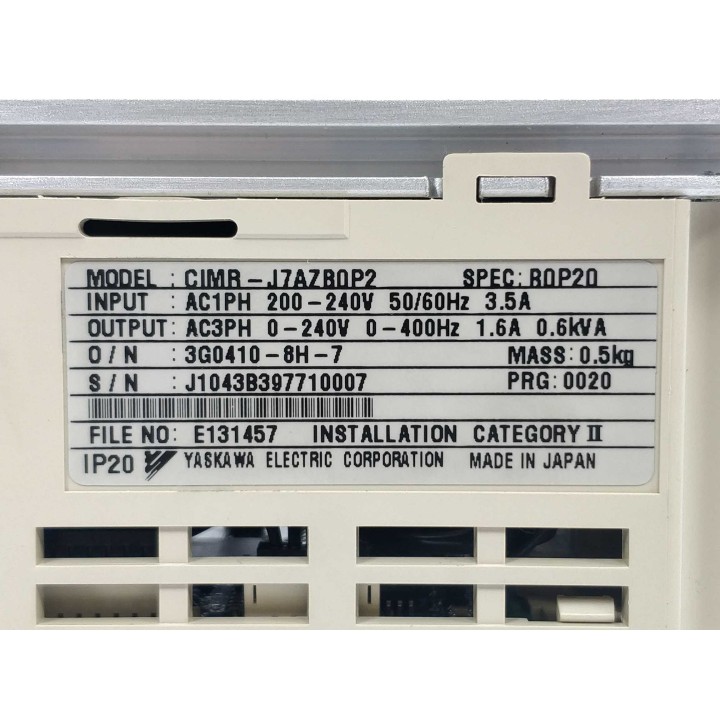 MODEL : CIMR-J7AZB0P2 SPEC: B0P20
INPUT : AC1PH 200-240V 50/60Hz 3.5A
OUTPUT: AC3PH 0-240V 0-400Hz 1.6A 0.6kVA
O/N : 3G0410-8H-7 MASS: 0.5kg
S/N : J1043B397710007 PRG: 0020
FILE NO: E131457 INSTALLATION CATEGORY II
IP20 YASKAWA ELECTRIC CORPORATION MADE IN JAPAN